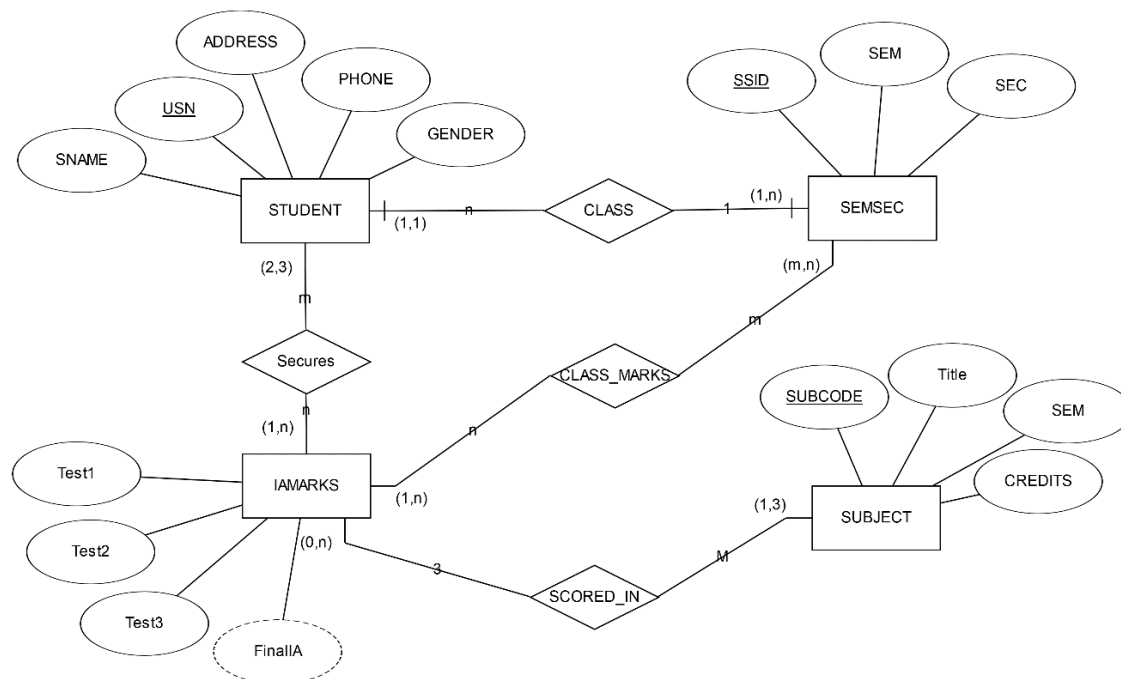 ADDRESS
PHONE
USN
GENDER
SNAME
STUDENT
(1,1)
n
CLASS
1
(1,n)
SSID
SEM
SEC
SEMSEC
(2,3)
m
Secures
n
(1,n)
(m,n)
m
CLASS_MARKS
n
(1,n)
IAMARKS
Test1
Test2
Test3
FinalIA
(0,n)
3
SCORED_IN
M
(1,3)
SUBJECT
SUBCODE
Title
SEM
CREDITS